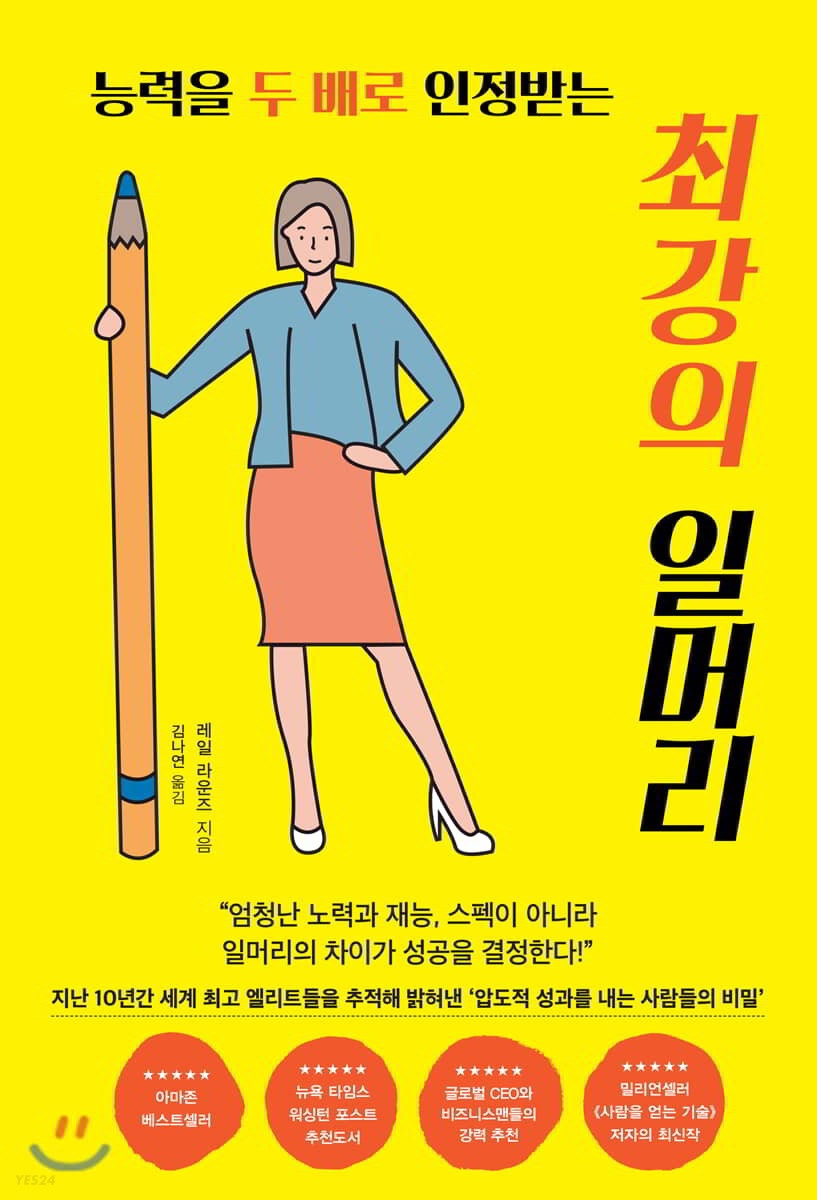 능력을 두 배로 인정받는
최강의 일머리
레일 라운즈 지음
김나연 옮김
“엄청난 노력과 재능, 스펙이 아니라
일머리의 차이가 성공을 결정한다!”
지난 10년간 세계 최고 엘리트들을 추적해 밝혀낸 ‘압도적 성과를 내는 사람들의 비밀’
★★★★★
아마존
베스트셀러
★★★★★
뉴욕 타임스
워싱턴 포스트
추천도서
★★★★★
글로벌 CEO와
비즈니스맨들의
강력 추천
★★★★★
밀리언셀러
《사람을 얻는 기술》
저자의 최신작
YES24